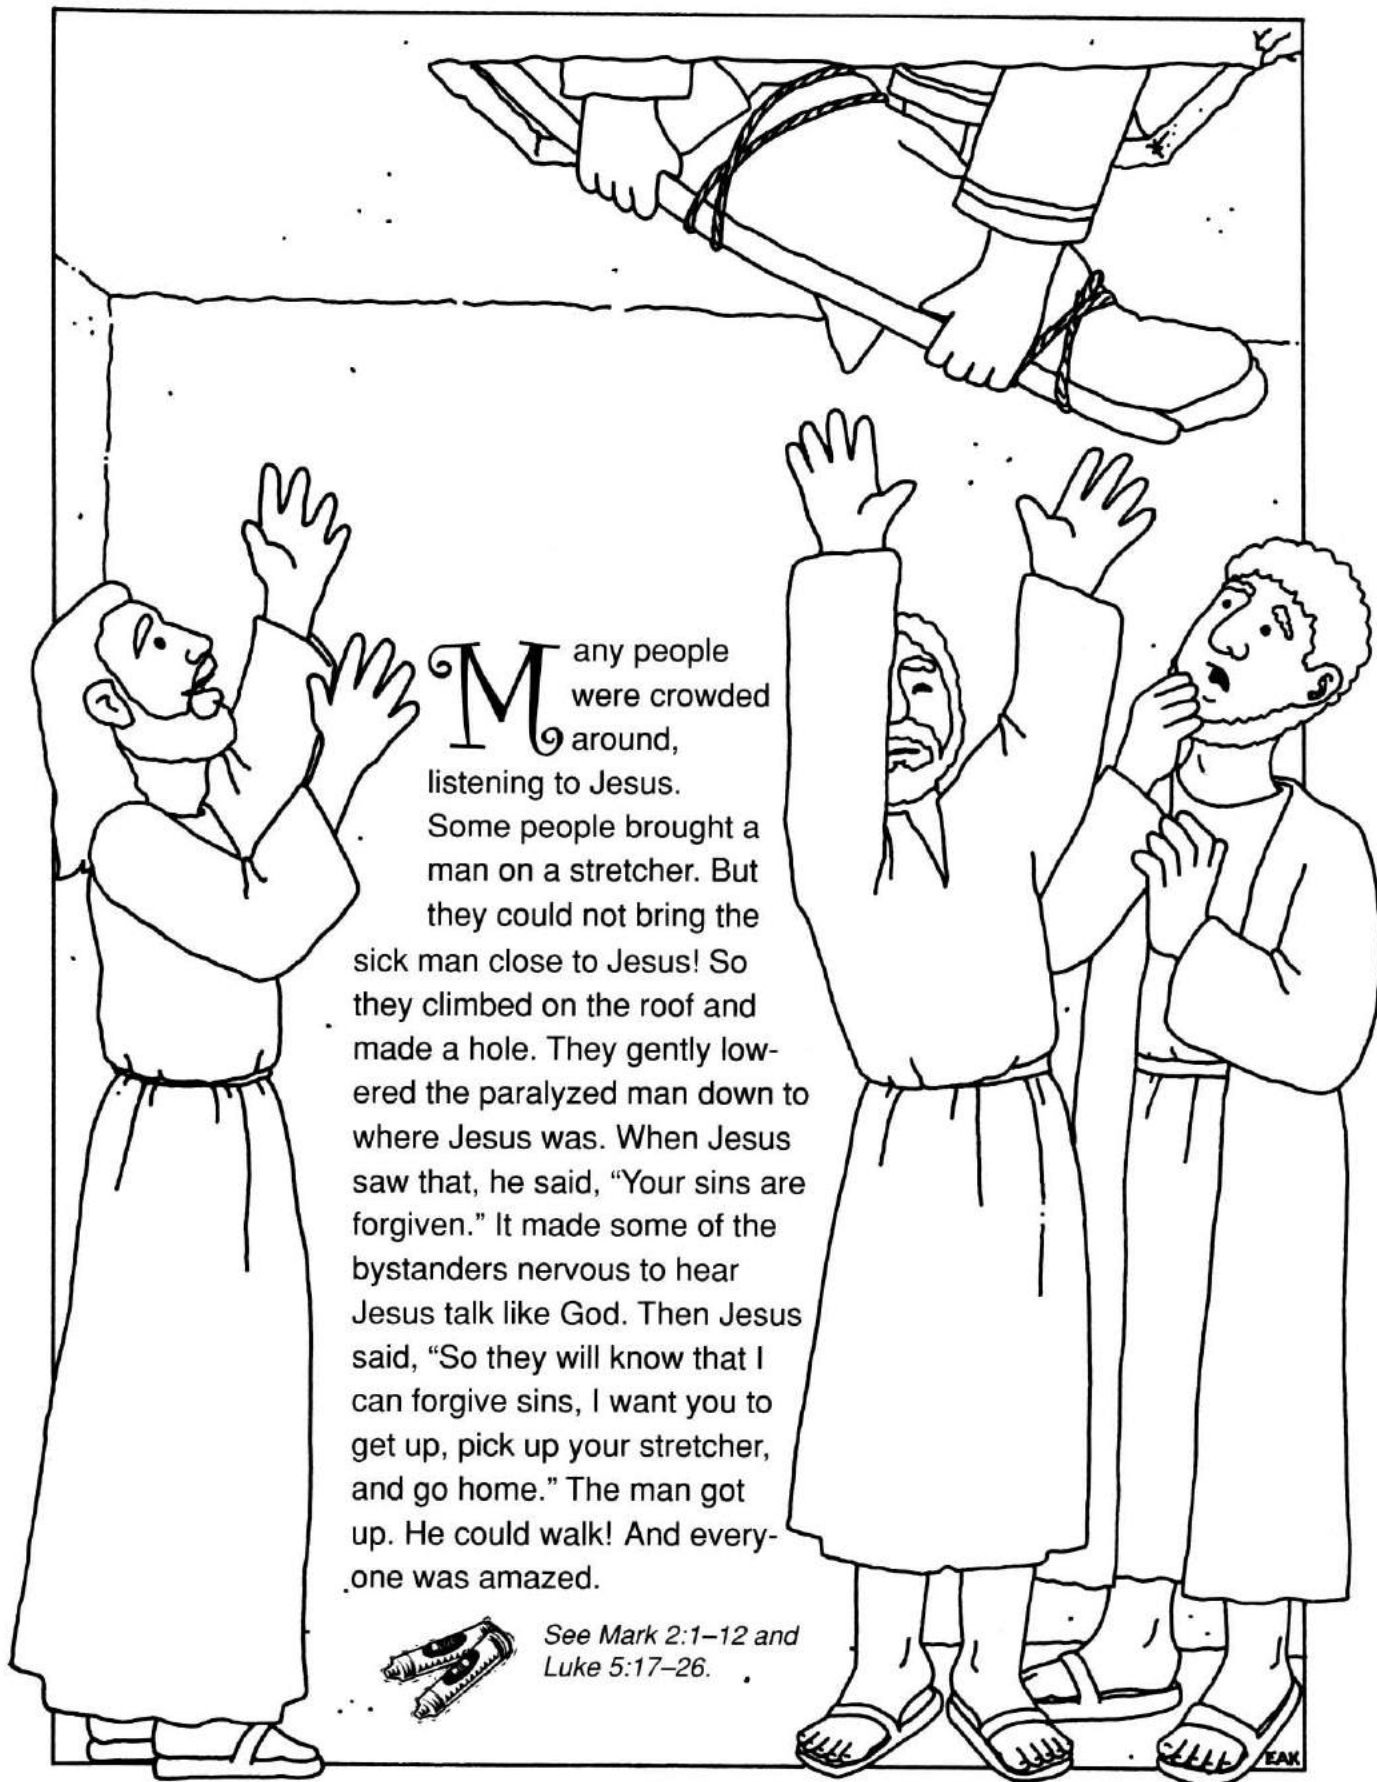 Many people
were crowded
around,
listening to Jesus.
Some people brought a
man on a stretcher. But
they could not bring the
sick man close to Jesus! So
they climbed on the roof and
made a hole. They gently low-
ered the paralyzed man down to
where Jesus was. When Jesus
saw that, he said, “Your sins are
forgiven.” It made some of the
bystanders nervous to hear
Jesus talk like God. Then Jesus
said, “So they will know that I
can forgive sins, I want you to
get up, pick up your stretcher,
and go home.” The man got
up. He could walk! And every-
one was amazed.
See Mark 2:1–12 and
Luke 5:17–26.
EAK